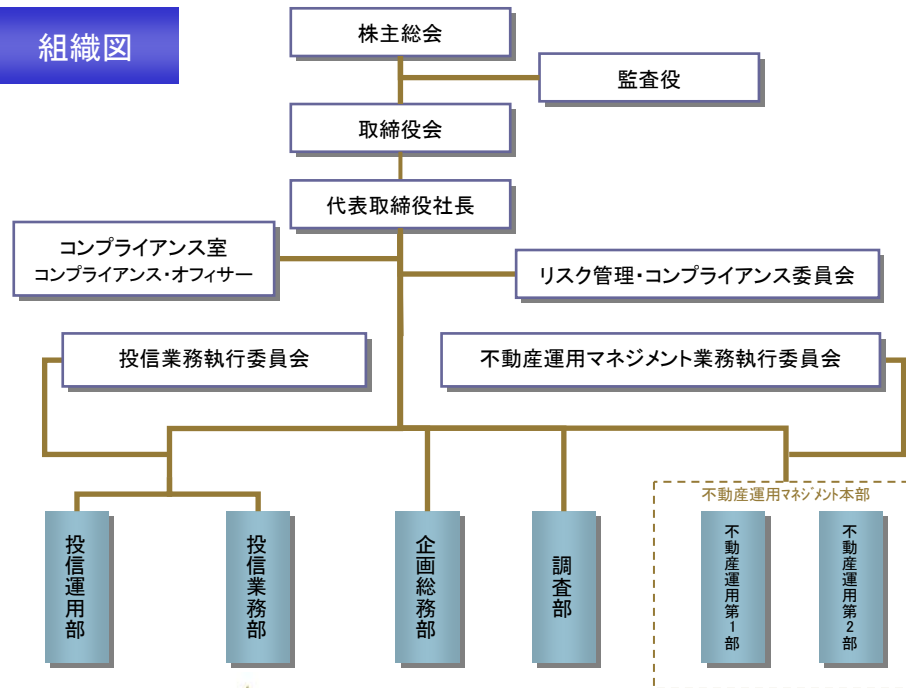 組織図
株主総会
監査役
取締役会
代表取締役社長
コンプライアンス室
コンプライアンス・オフィサー
リスク管理・コンプライアンス委員会
投信業務執行委員会
不動産運用マネジメント業務執行委員会
不動産運用マネジメント本部
投信運用部
投信業務部
企画総務部
調査部
不動産運用第1部
不動産運用第2部